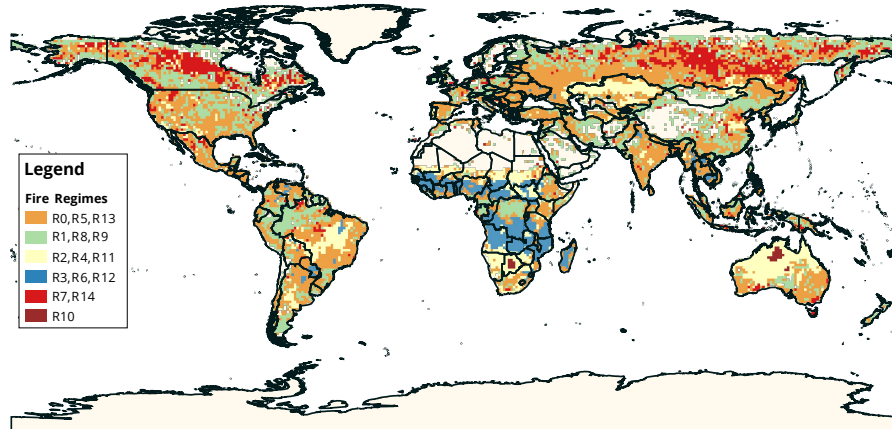 Legend
Fire Regimes
R0,R5,R13
R1,R8,R9
R2,R4,R11
R3,R6,R12
R7,R14
R10